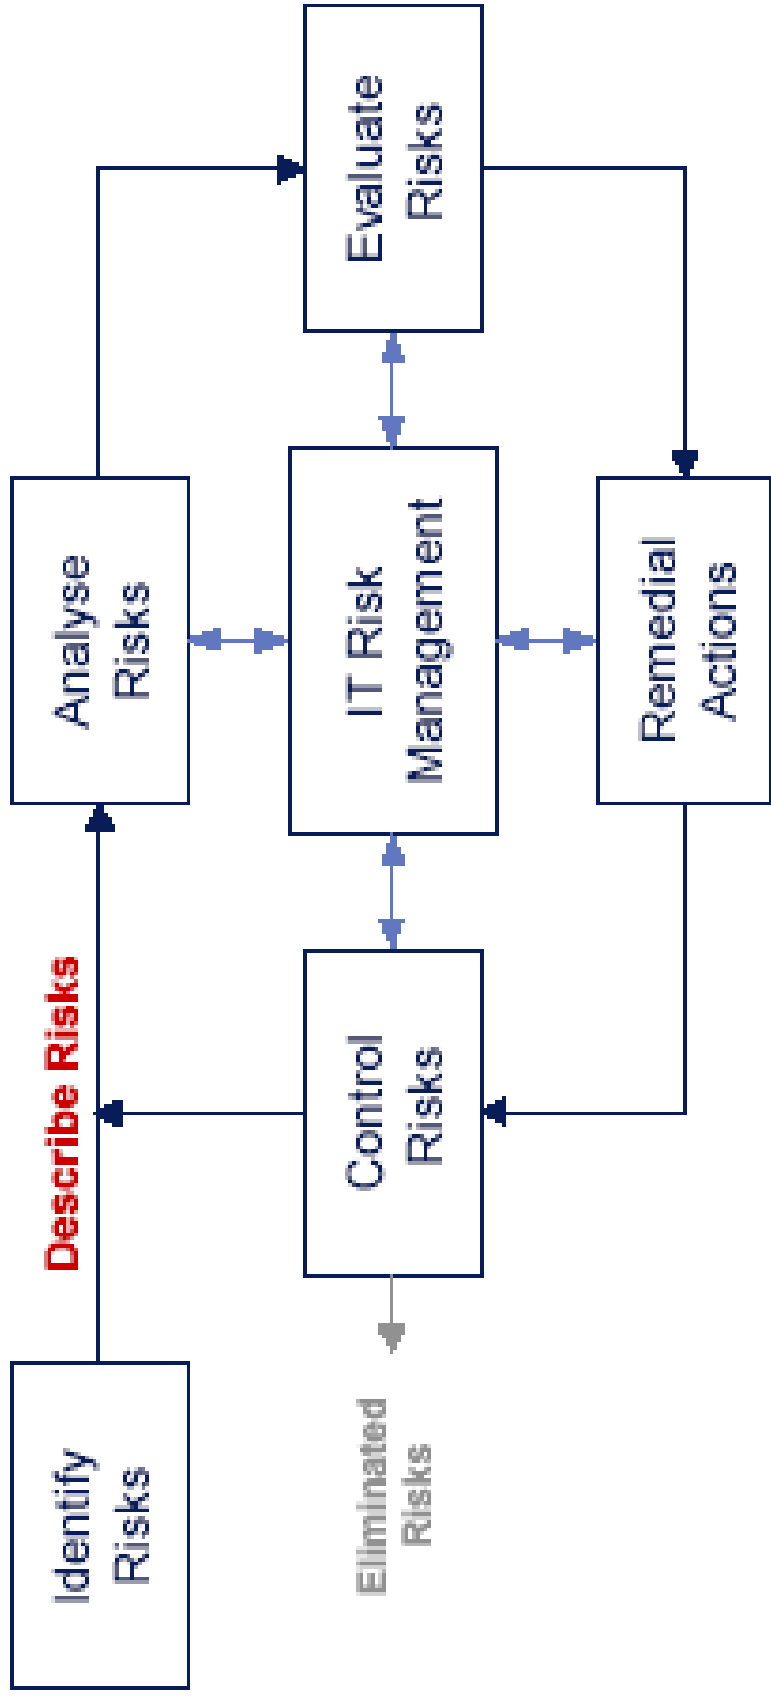 Identify
Risks
Describe Risks
Analyse
Risks
Eliminated
Risks
Control
Risks
IT Risk
Management
Evaluate
Risks
Remedial
Actions